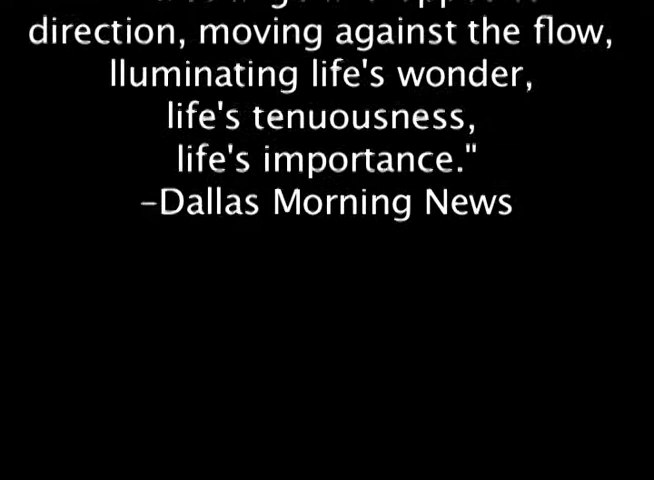 direction, moving against the flow,
lluminating life's wonder,
life's tenuousness,
life's importance."
–Dallas Morning News